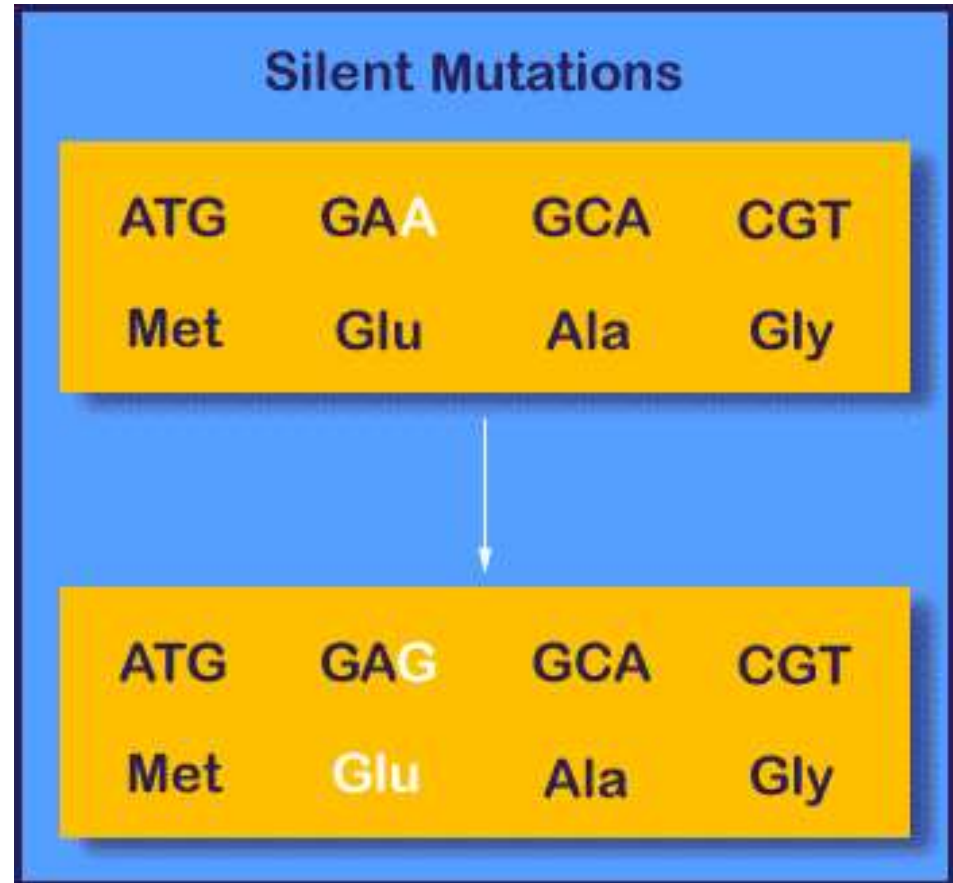 Silent Mutations
ATG GAA GCA CGT
Met Glu Ala Gly
ATG GAG GCA CGT
Met Glu Ala Gly